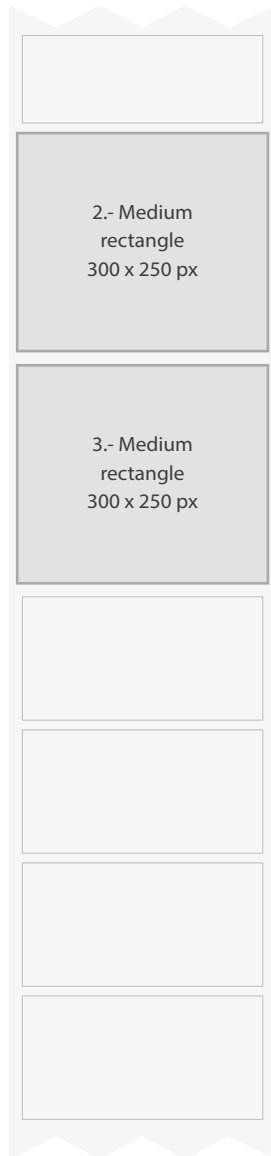 2.- Medium
rectangle
300 x 250 px
3.- Medium
rectangle
300 x 250 px